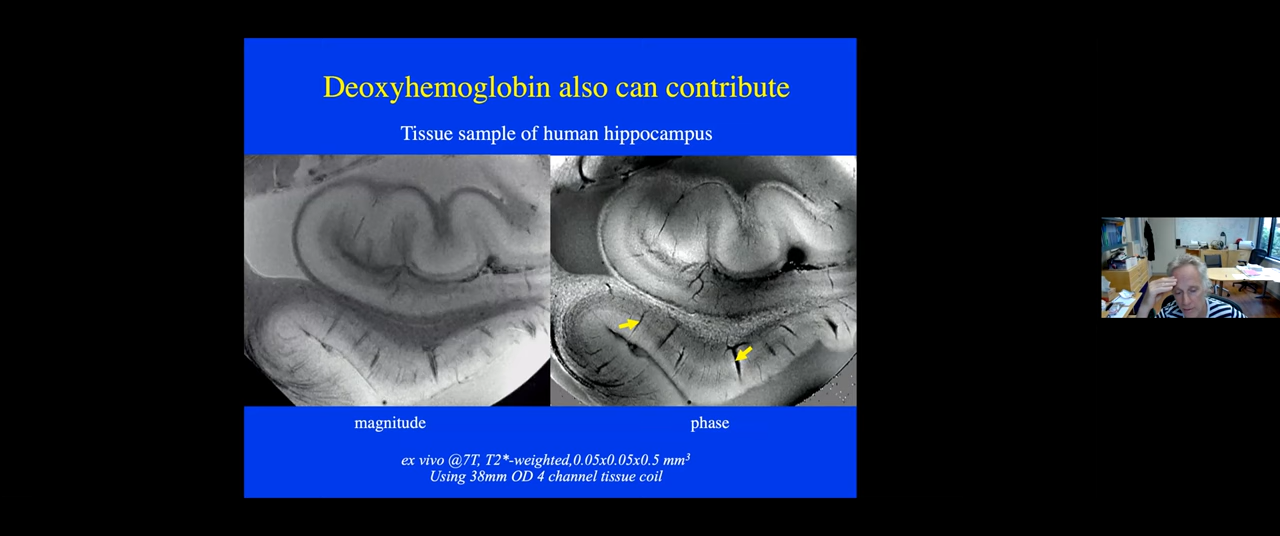 Deoxyhemoglobin also can contribute
Tissue sample of human hippocampus
magnitude
phase
ex vivo @7T, T2*-weighted,0.05x0.05x0.5 mm³
Using 38mm OD 4 channel tissue coil